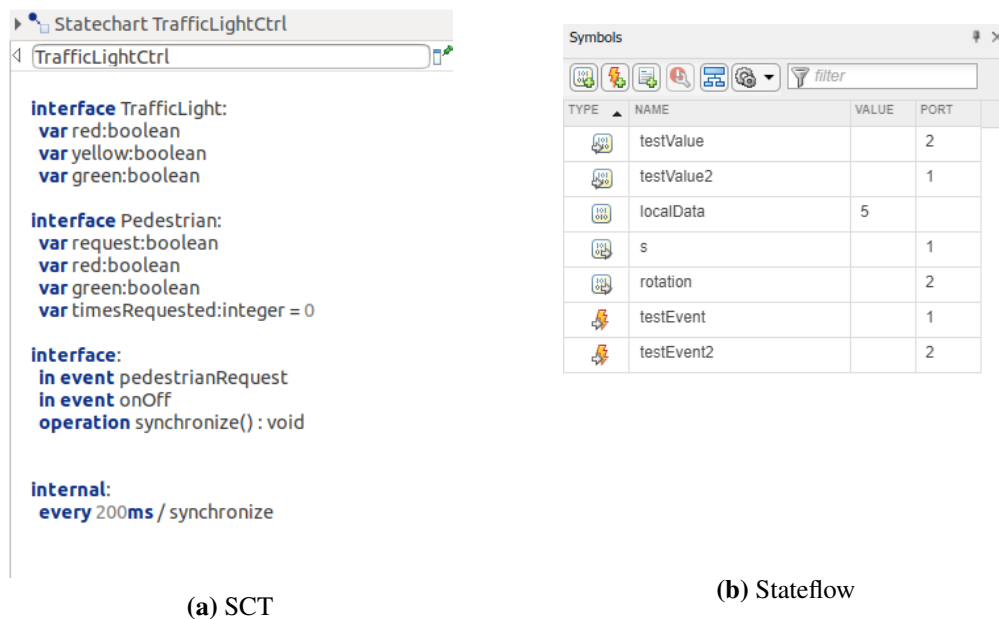 Statechart TrafficLightCtrl
TrafficLightCtrl
interface TrafficLight:
var red:boolean
var yellow:boolean
var green:boolean
interface Pedestrian:
var request:boolean
var red:boolean
var green:boolean
var timesRequested:integer = 0
interface:
in event pedestrianRequest
in event onOff
operation synchronize() : void
internal:
every 200ms / synchronize
(a) SCT
Symbols
filter
TYPE NAME VALUE PORT
testValue 2
testValue2 1
localData 5
s 1
rotation 2
testEvent 1
testEvent2 2
(b) Stateflow